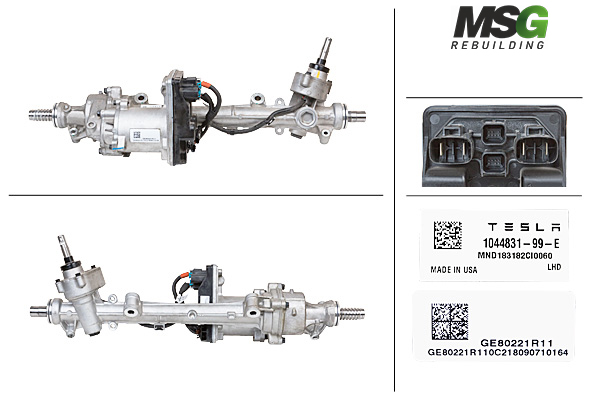 MSG
REBUILDING
TESLA
1044831-99-E
MND183182CI0060
MADE IN USA LHD
GE80221R11
GE80221R110C218090710164